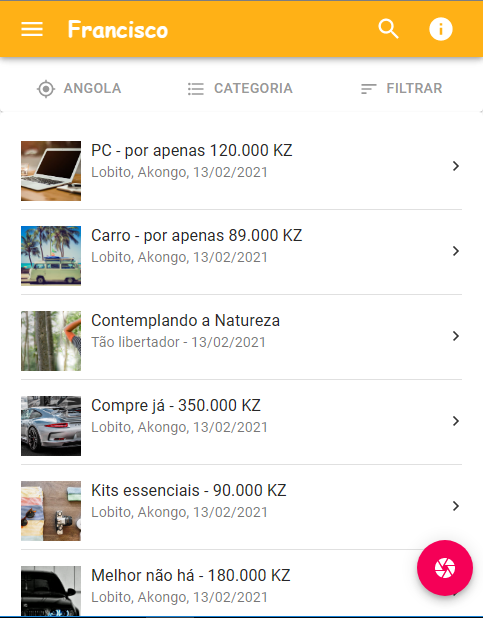 Francisco
ANGOLA CATEGORIA FILTRAR
PC - por apenas 120.000 KZ
Lobito, Akongo, 13/02/2021
Carro - por apenas 89.000 KZ
Lobito, Akongo, 13/02/2021
Contemplando a Natureza
Tão libertador - 13/02/2021
Compre já - 350.000 KZ
Lobito, Akongo, 13/02/2021
Kits essenciais - 90.000 KZ
Lobito, Akongo, 13/02/2021
Melhor não há - 180.000 KZ
Lobito, Akongo, 13/02/2021